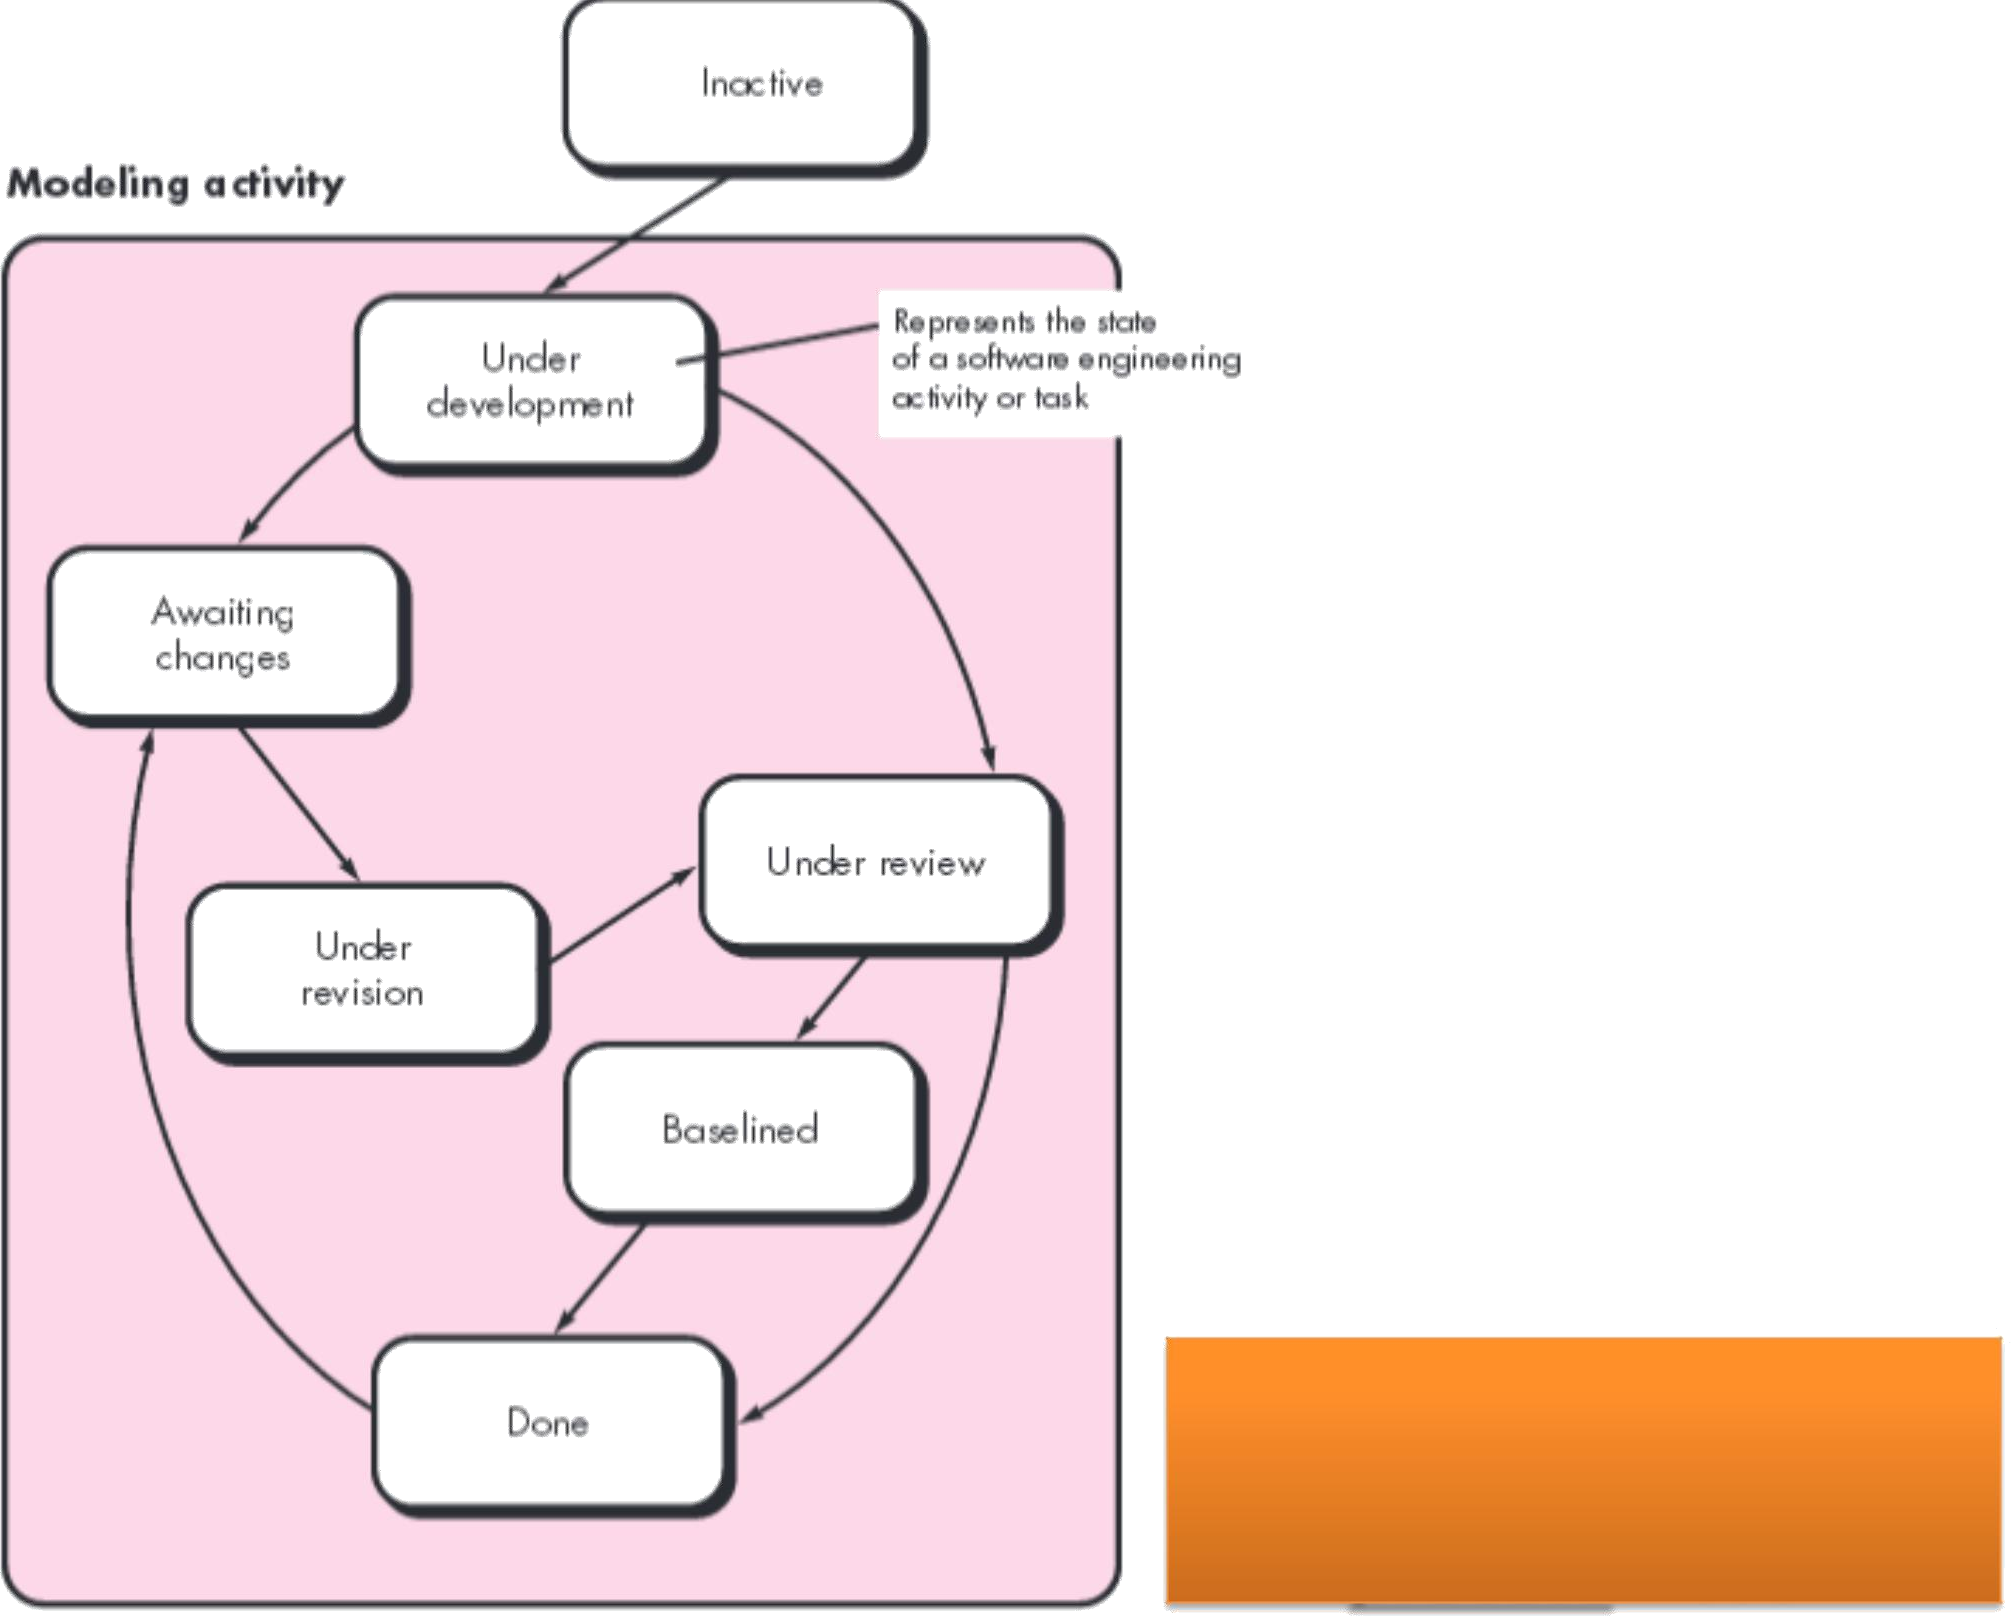 Inactive
Modeling activity
Under
development
Represents the state
of a software engineering
activity or task
Awaiting
changes
Under review
Under
revision
Baselined
Done